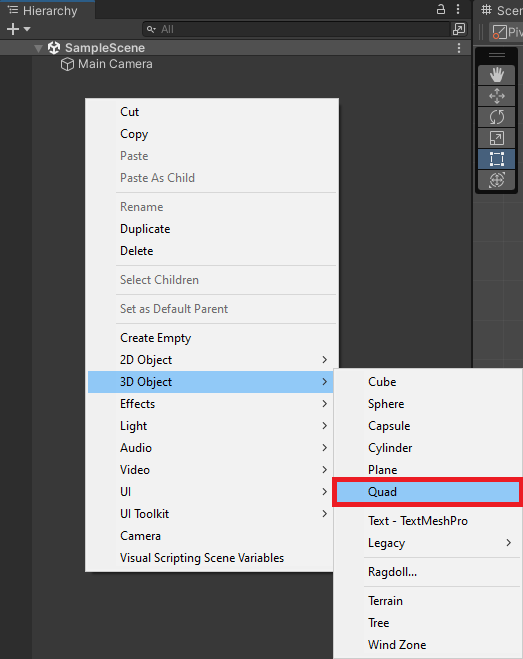 Hierarchy
All
SampleScene
Main Camera
Cut
Copy
Paste
Paste As Child
Rename
Duplicate
Delete
Select Children
Set as Default Parent
Create Empty
2D Object
3D Object
Effects
Light
Audio
Video
UI
UI Toolkit
Camera
Visual Scripting Scene Variables
Cube
Sphere
Capsule
Cylinder
Plane
Quad
Text - TextMeshPro
Legacy
Ragdoll...
Terrain
Tree
Wind Zone
Scen
Piv